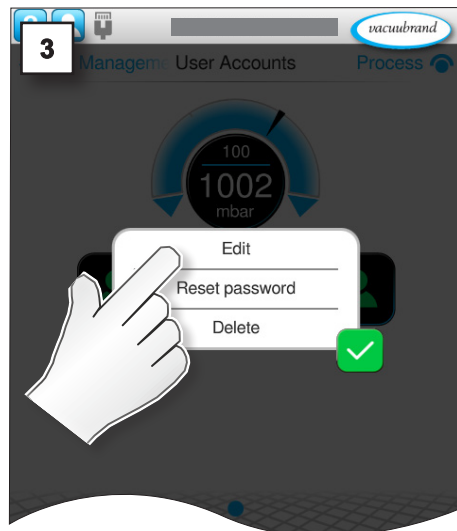 vacuubrand
3
Manageme User Accounts Process
100
1002
mbar
Edit
Reset password
Delete